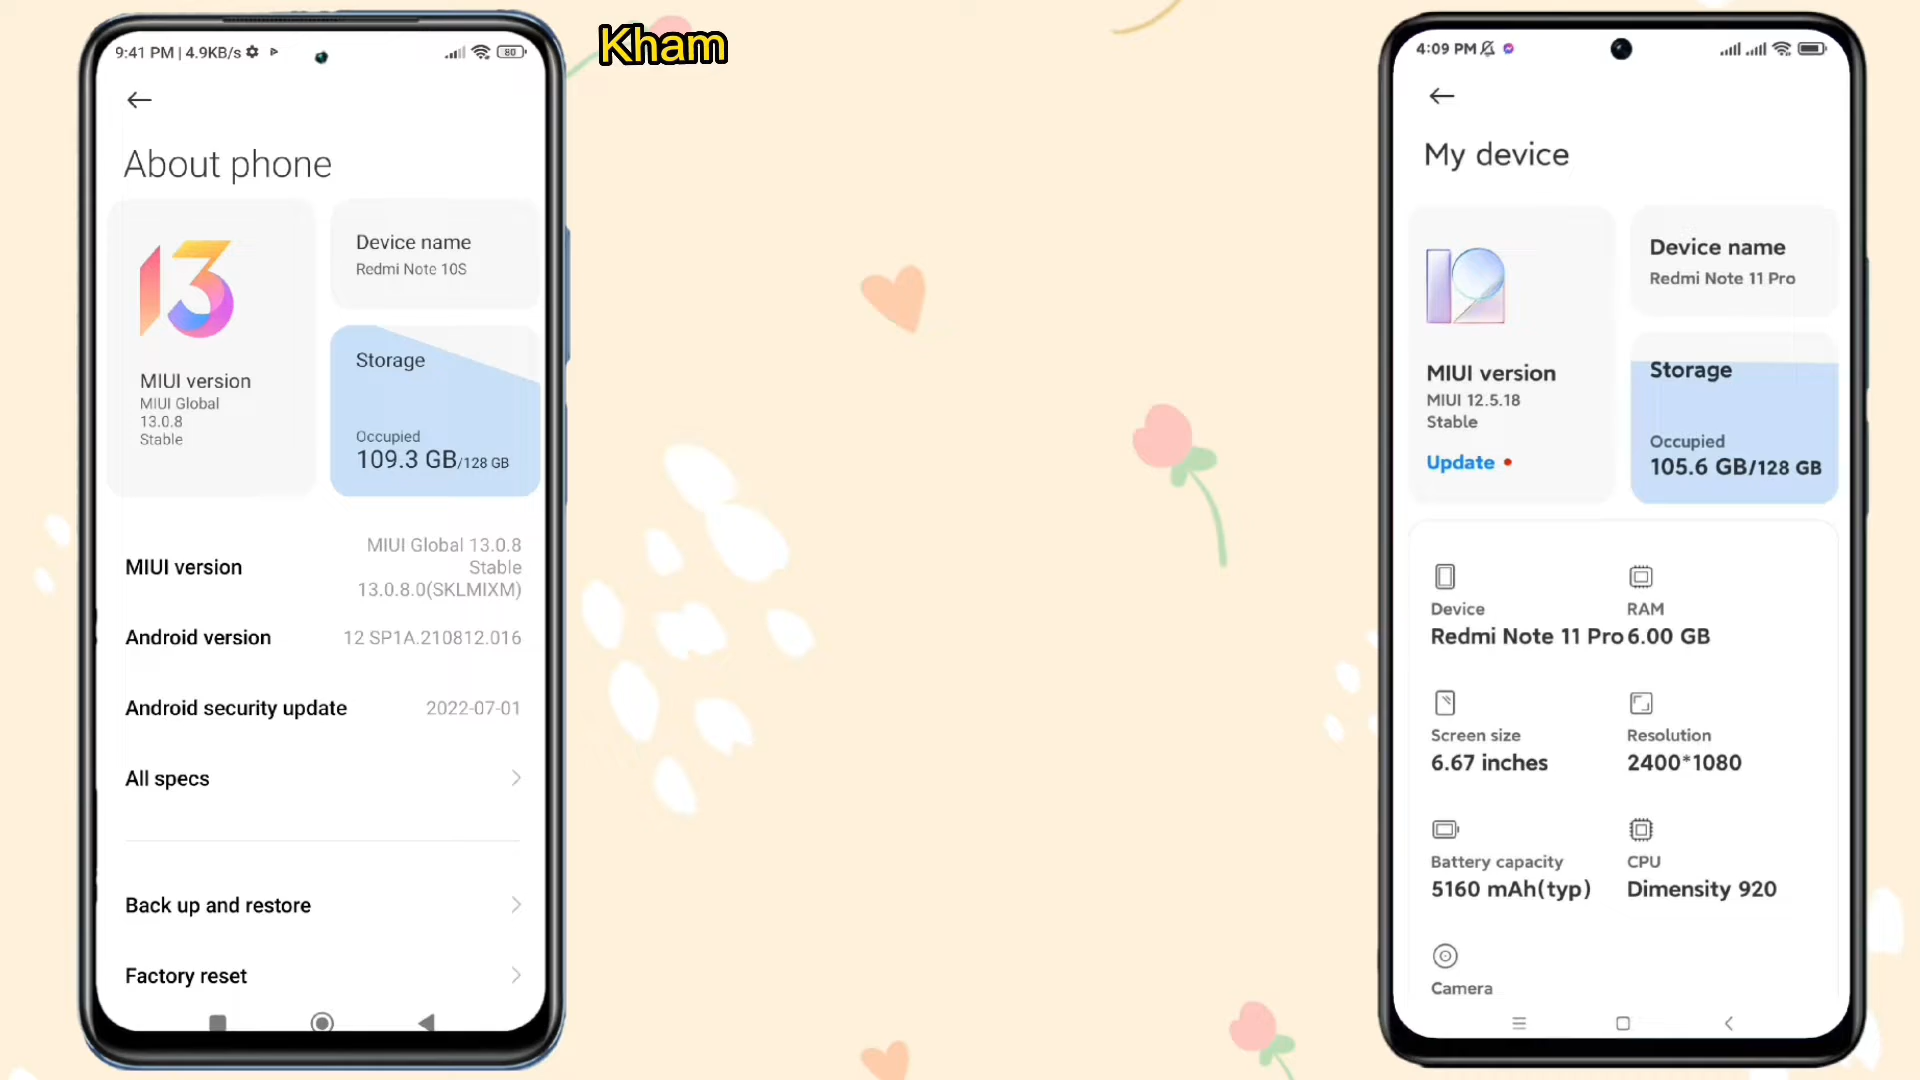 9:41 PM | 4.9KB/s
80
About phone
13
Device name
Redmi Note 10S
Storage
Occupied
109.3 GB/128 GB
MIUI version
MIUI Global
13.0.8
Stable
MIUI version
MIUI Global 13.0.8
Stable
13.0.8.0(SKLMIXM)
Android version
12 SP1A.210812.016
Android security update
2022-07-01
All specs
Back up and restore
Factory reset
Kham
4:09 PM
My device
12
Device name
Redmi Note 11 Pro
MIUI version
MIUI 12.5.18
Stable
Update
Storage
Occupied
105.6 GB/128 GB
Device
Redmi Note 11 Pro
RAM
6.00 GB
Screen size
6.67 inches
Resolution
2400*1080
Battery capacity
5160 mAh(typ)
CPU
Dimensity 920
Camera